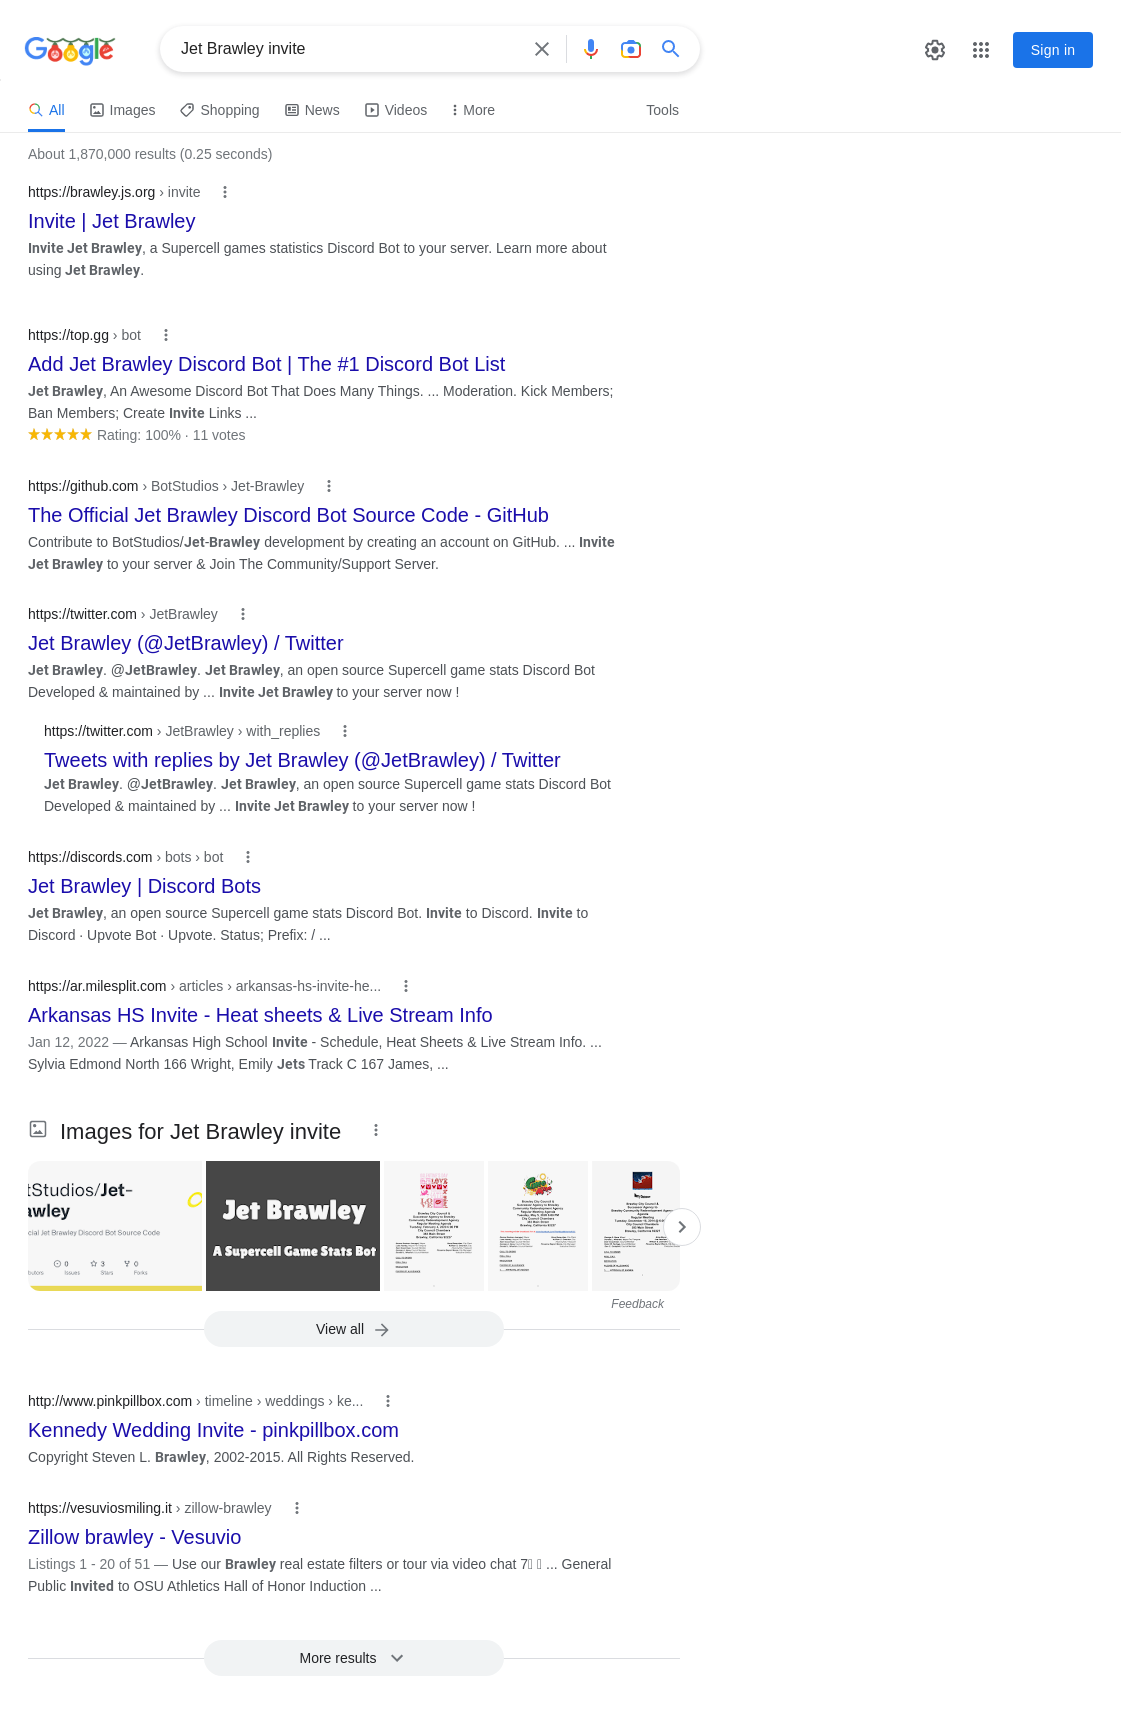 Google
Jet Brawley invite
Sign in
All Images Shopping News Videos More Tools
About 1,870,000 results (0.25 seconds)
https://brawley.js.org › invite
Invite | Jet Brawley
Invite Jet Brawley, a Supercell games statistics Discord Bot to your server. Learn more about
using Jet Brawley.
https://top.gg › bot
Add Jet Brawley Discord Bot | The #1 Discord Bot List
Jet Brawley, An Awesome Discord Bot That Does Many Things. ... Moderation. Kick Members;
Ban Members; Create Invite Links ...
Rating: 100% · 11 votes
https://github.com › BotStudios › Jet-Brawley
The Official Jet Brawley Discord Bot Source Code - GitHub
Contribute to BotStudios/Jet-Brawley development by creating an account on GitHub. ... Invite
Jet Brawley to your server & Join The Community/Support Server.
https://twitter.com › JetBrawley
Jet Brawley (@JetBrawley) / Twitter
Jet Brawley. @JetBrawley. Jet Brawley, an open source Supercell game stats Discord Bot
Developed & maintained by ... Invite Jet Brawley to your server now !
https://twitter.com › JetBrawley › with_replies
Tweets with replies by Jet Brawley (@JetBrawley) / Twitter
Jet Brawley. @JetBrawley. Jet Brawley, an open source Supercell game stats Discord Bot
Developed & maintained by ... Invite Jet Brawley to your server now !
https://discords.com › bots › bot
Jet Brawley | Discord Bots
Jet Brawley, an open source Supercell game stats Discord Bot. Invite to Discord. Invite to
Discord · Upvote Bot · Upvote. Status; Prefix: / ...
https://ar.milesplit.com › articles › arkansas-hs-invite-he...
Arkansas HS Invite - Heat sheets & Live Stream Info
Jan 12, 2022 — Arkansas High School Invite - Schedule, Heat Sheets & Live Stream Info. ...
Sylvia Edmond North 166 Wright, Emily Jets Track C 167 James, ...
Images for Jet Brawley invite
tStudios/Jet-
awley
cial Jet Brawley Discord Bot Source Code
0 3 0
Issues Stars Forks
Jet Brawley
A Supercell Game Stats Bot
Feedback
View all
http://www.pinkpillbox.com › timeline › weddings › ke...
Kennedy Wedding Invite - pinkpillbox.com
Copyright Steven L. Brawley, 2002-2015. All Rights Reserved.
https://vesuviosmiling.it › zillow-brawley
Zillow brawley - Vesuvio
Listings 1 - 20 of 51 — Use our Brawley real estate filters or tour via video chat 7 ... General
Public Invited to OSU Athletics Hall of Honor Induction ...
More results